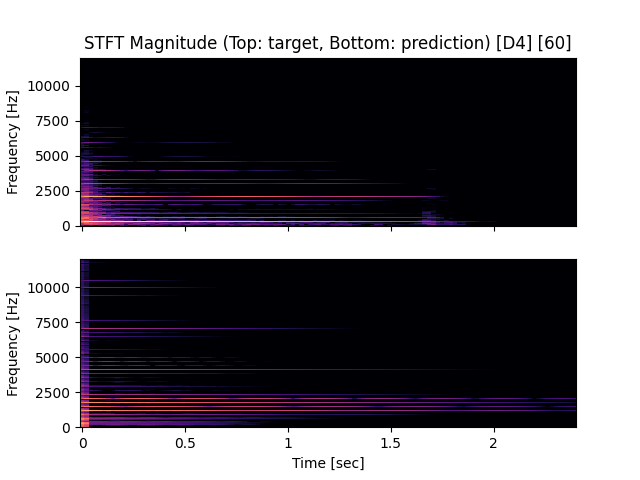 STFT Magnitude (Top: target, Bottom: prediction) [D4] [60]
10000
7500
5000
2500
0
Frequency [Hz]
10000
7500
5000
2500
0
Frequency [Hz]
0 0.5 1 1.5 2
Time [sec]